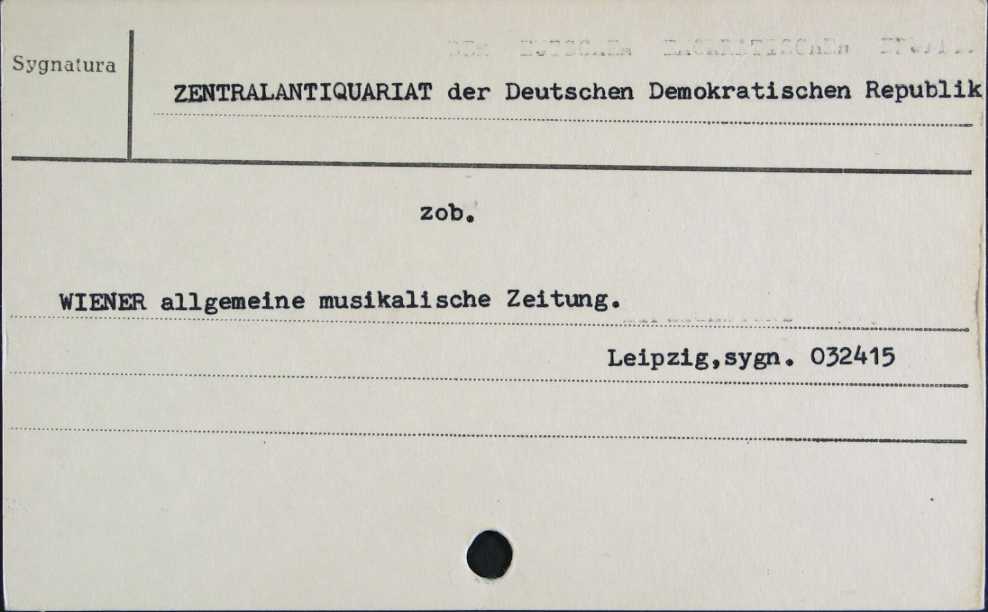 Sygnatura
ZENTRALANTIQUARIAT der Deutschen Demokratischen Republik
zob.
WIENER allgemeine musikalische Zeitung.
Leipzig,sygn. 032415